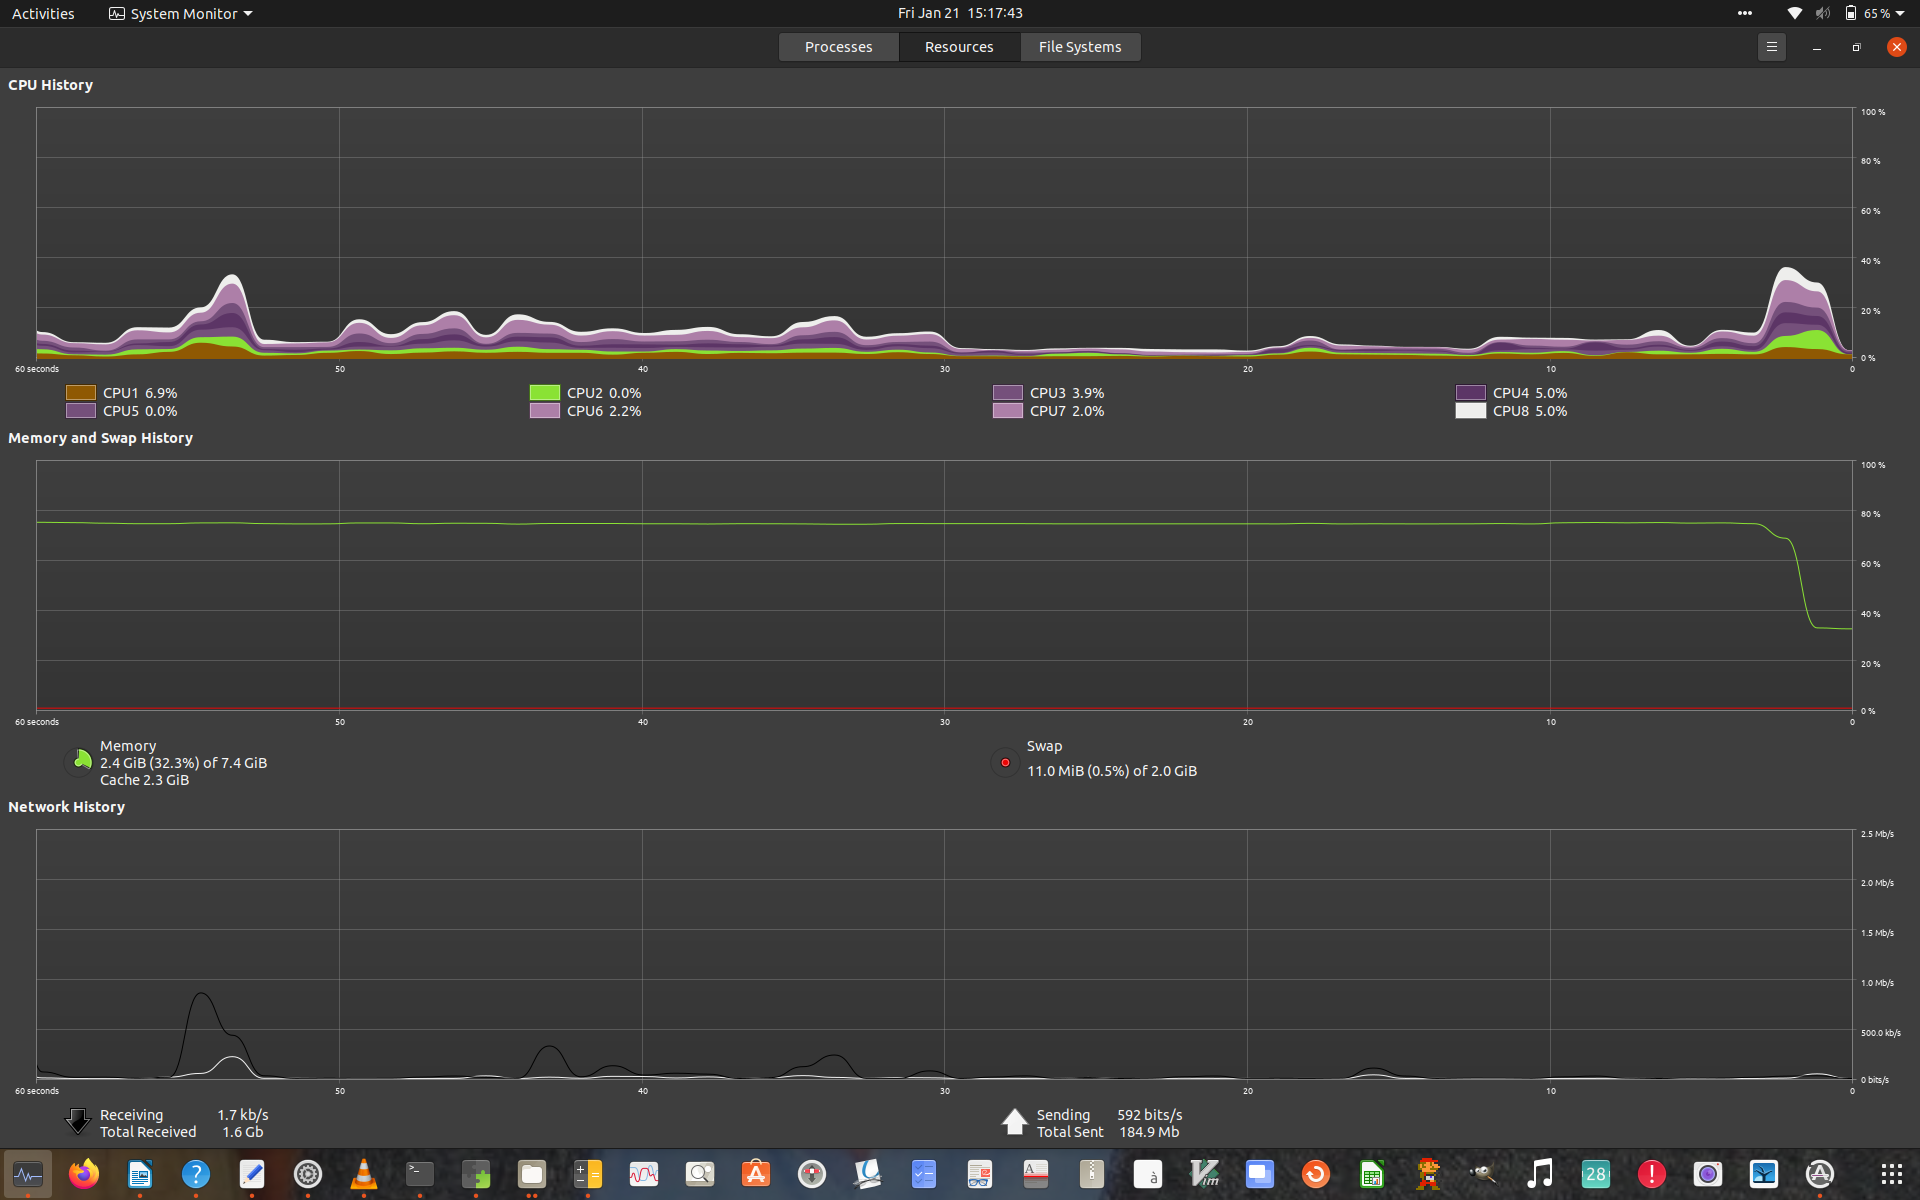 Activities System Monitor Fri Jan 21 15:17:43 65 %
Processes Resources File Systems
CPU History
100 %
80 %
60 %
40 %
20 %
0 %
60 seconds 50 40 30 20 10 0
CPU1 6.9% CPU2 0.0% CPU3 3.9% CPU4 5.0%
CPU5 0.0% CPU6 2.2% CPU7 2.0% CPU8 5.0%
Memory and Swap History
100 %
80 %
60 %
40 %
20 %
0 %
60 seconds 50 40 30 20 10 0
Memory
2.4 GiB (32.3%) of 7.4 GiB
Cache 2.3 GiB
Swap
11.0 MiB (0.5%) of 2.0 GiB
Network History
2.5 Mb/s
2.0 Mb/s
1.5 Mb/s
1.0 Mb/s
500.0 kb/s
0 bits/s
60 seconds 50 40 30 20 10 0
Receiving 1.7 kb/s
Total Received 1.6 Gb
Sending 592 bits/s
Total Sent 184.9 Mb
? >_ A à Vim 28 !